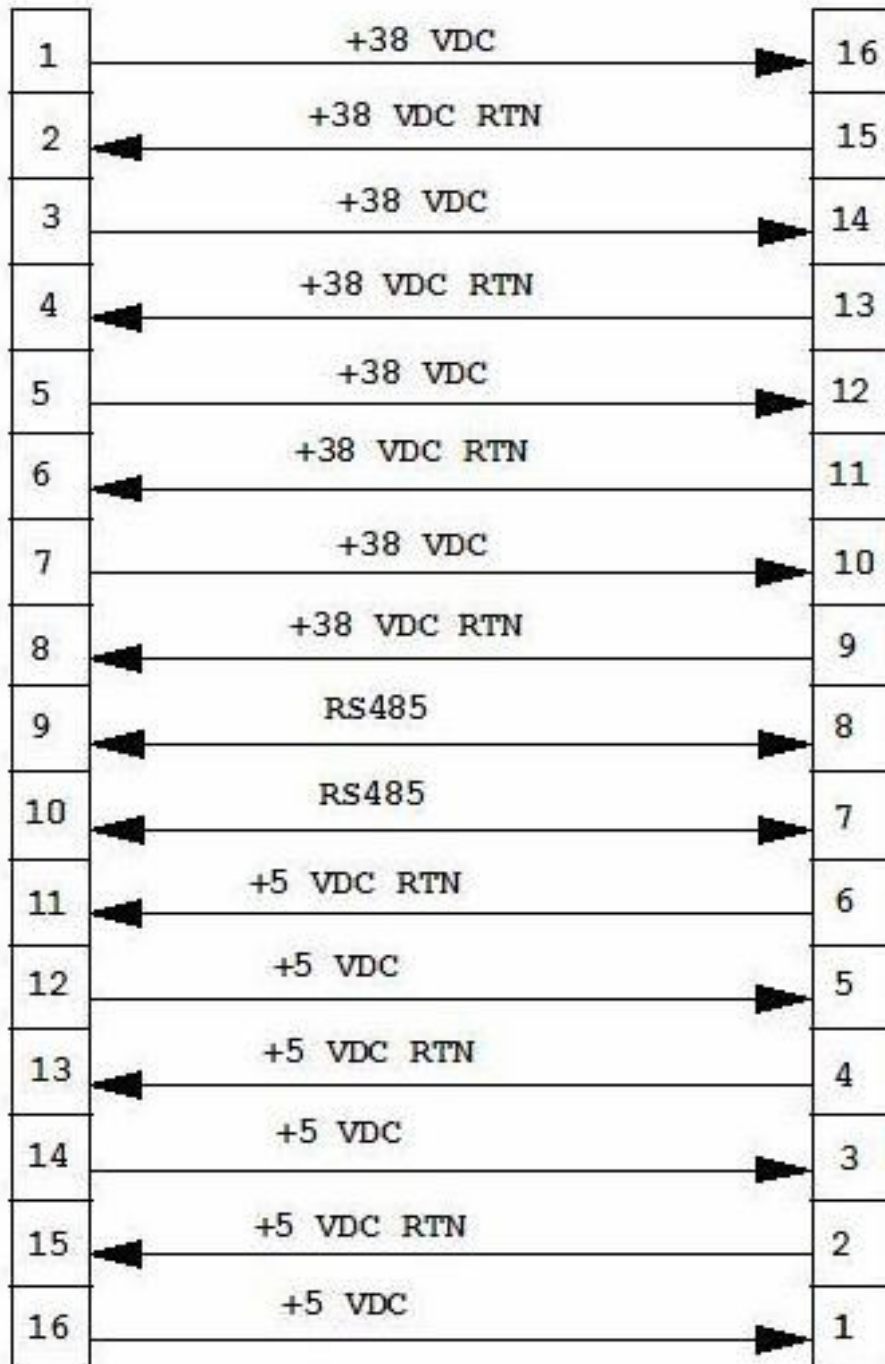 1 +38 VDC 16
2 +38 VDC RTN 15
3 +38 VDC 14
4 +38 VDC RTN 13
5 +38 VDC 12
6 +38 VDC RTN 11
7 +38 VDC 10
8 +38 VDC RTN 9
9 RS485 8
10 RS485 7
11 +5 VDC RTN 6
12 +5 VDC 5
13 +5 VDC RTN 4
14 +5 VDC 3
15 +5 VDC RTN 2
16 +5 VDC 1